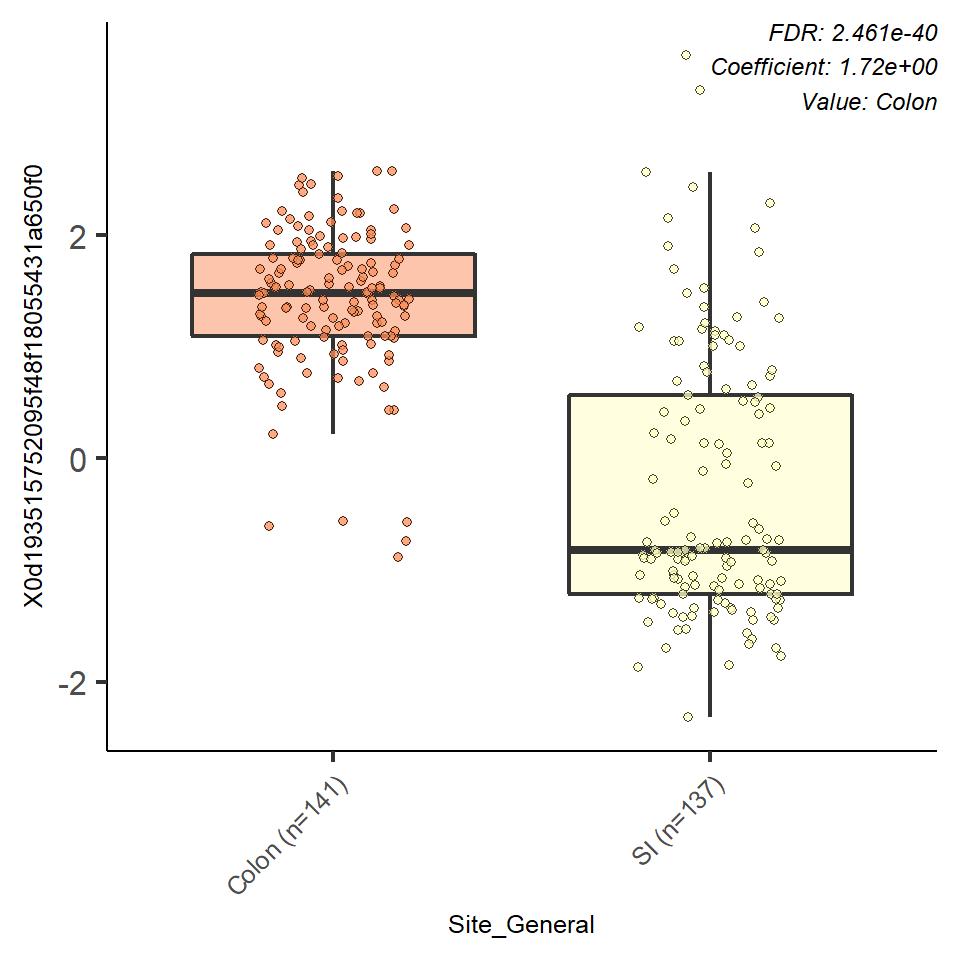 FDR: 2.461e-40
Coefficient: 1.72e+00
Value: Colon
X0d193515752095f48f18055431a650f0
2
0
-2
Colon (n=141)
SI (n=137)
Site_General